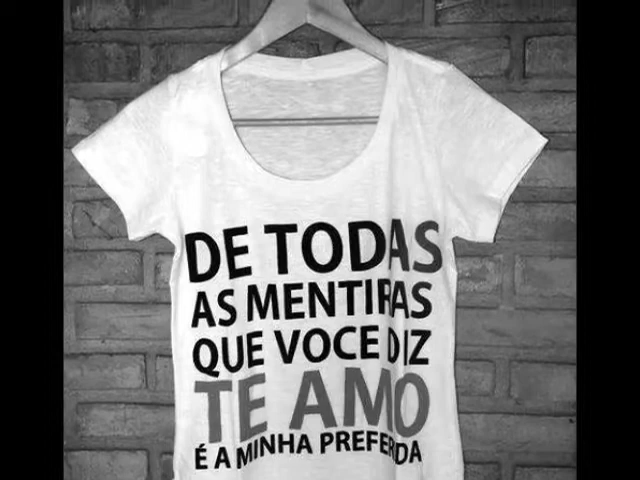 DE TODAS
AS MENTIRAS
QUE VOCE DIZ
TE AMO
É A MINHA PREFERIDA